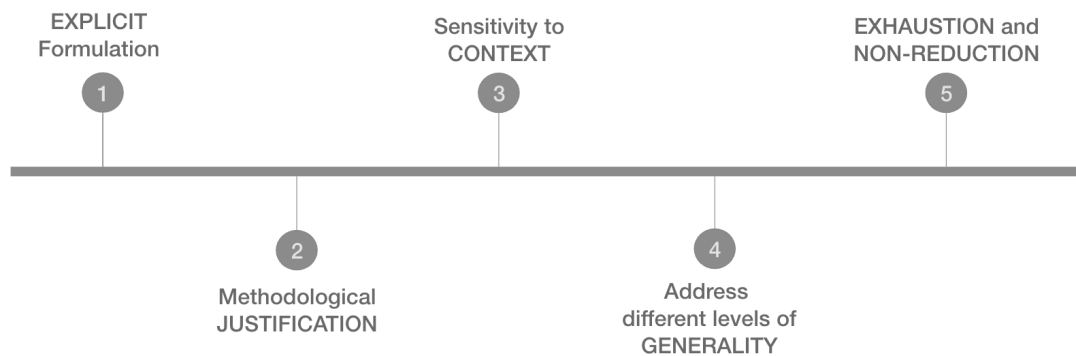 EXPLICIT
Formulation
1
2
Methodological
JUSTIFICATION
Sensitivity to
CONTEXT
3
4
Address
different levels of
GENERALITY
EXHAUSTION and
NON-REDUCTION
5